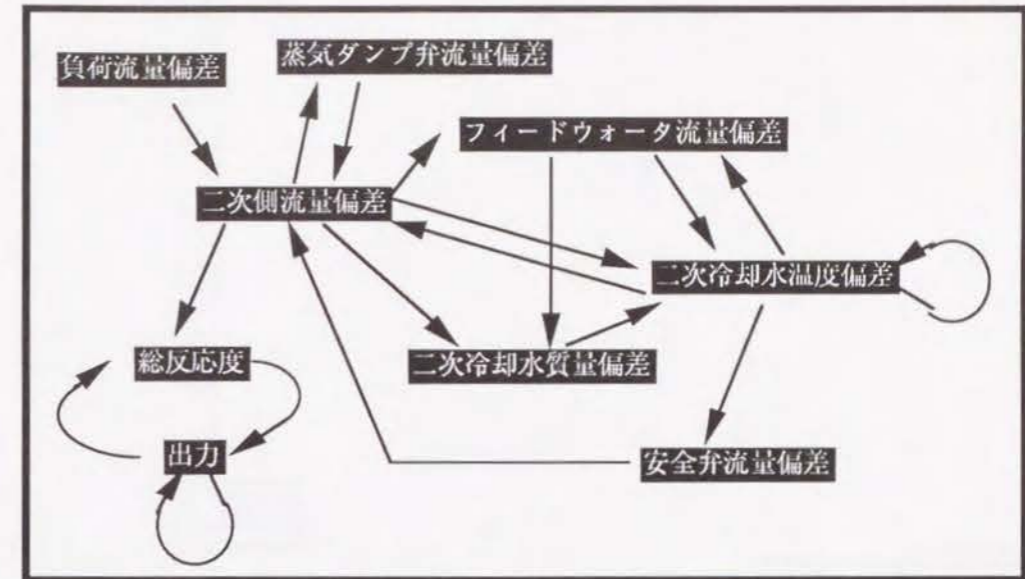 負荷流量偏差
蒸気ダンプ弁流量偏差
フィードウォータ流量偏差
二次側流量偏差
二次冷却水温度偏差
総反応度
二次冷却水質量偏差
出力
安全弁流量偏差